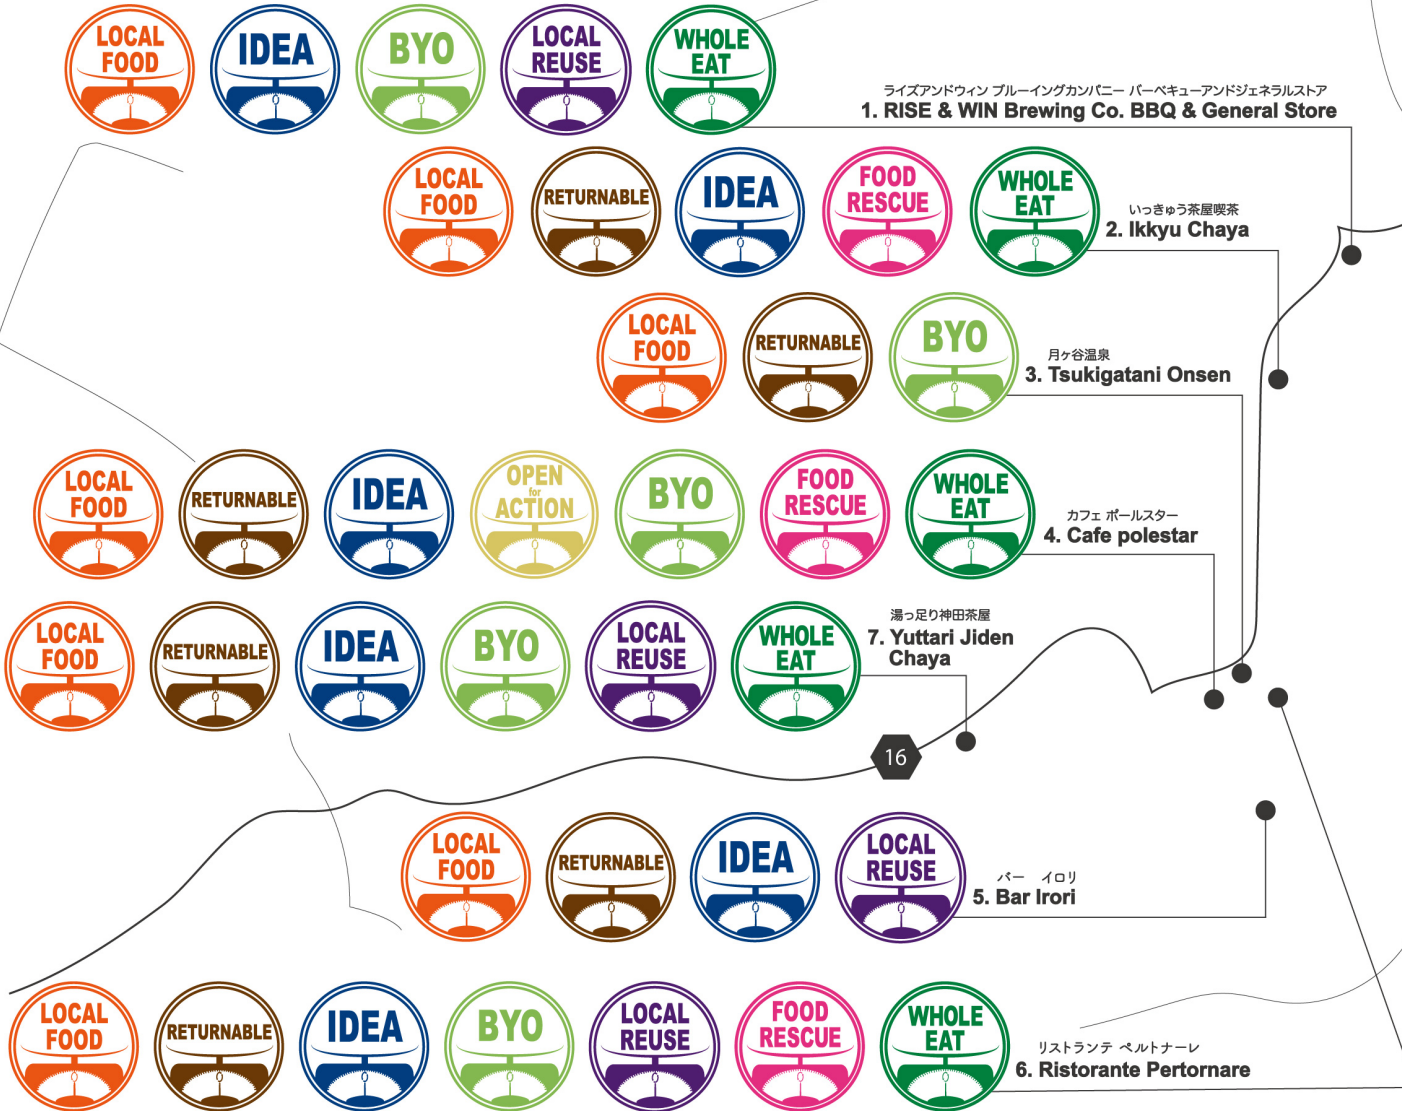 LOCAL
FOOD
IDEA
BYO
LOCAL
REUSE
WHOLE
EAT
ライズアンドウィン ブルーイングカンパニー バーベキューアンドジェネラルストア
1. RISE & WIN Brewing Co. BBQ & General Store
LOCAL
FOOD
RETURNABLE
IDEA
FOOD
RESCUE
WHOLE
EAT
いっきゅう茶屋喫茶
2. Ikkyu Chaya
LOCAL
FOOD
RETURNABLE
BYO
月ヶ谷温泉
3. Tsukigatani Onsen
LOCAL
FOOD
RETURNABLE
IDEA
OPEN
for
ACTION
BYO
FOOD
RESCUE
WHOLE
EAT
カフェ ポールスター
4. Cafe polestar
LOCAL
FOOD
RETURNABLE
IDEA
BYO
LOCAL
REUSE
WHOLE
EAT
湯っ足り神田茶屋
7. Yuttari Jiden
Chaya
16
LOCAL
FOOD
RETURNABLE
IDEA
LOCAL
REUSE
バー イロリ
5. Bar Irori
LOCAL
FOOD
RETURNABLE
IDEA
BYO
LOCAL
REUSE
FOOD
RESCUE
WHOLE
EAT
リストランテ ペルトナーレ
6. Ristorante Pertornare